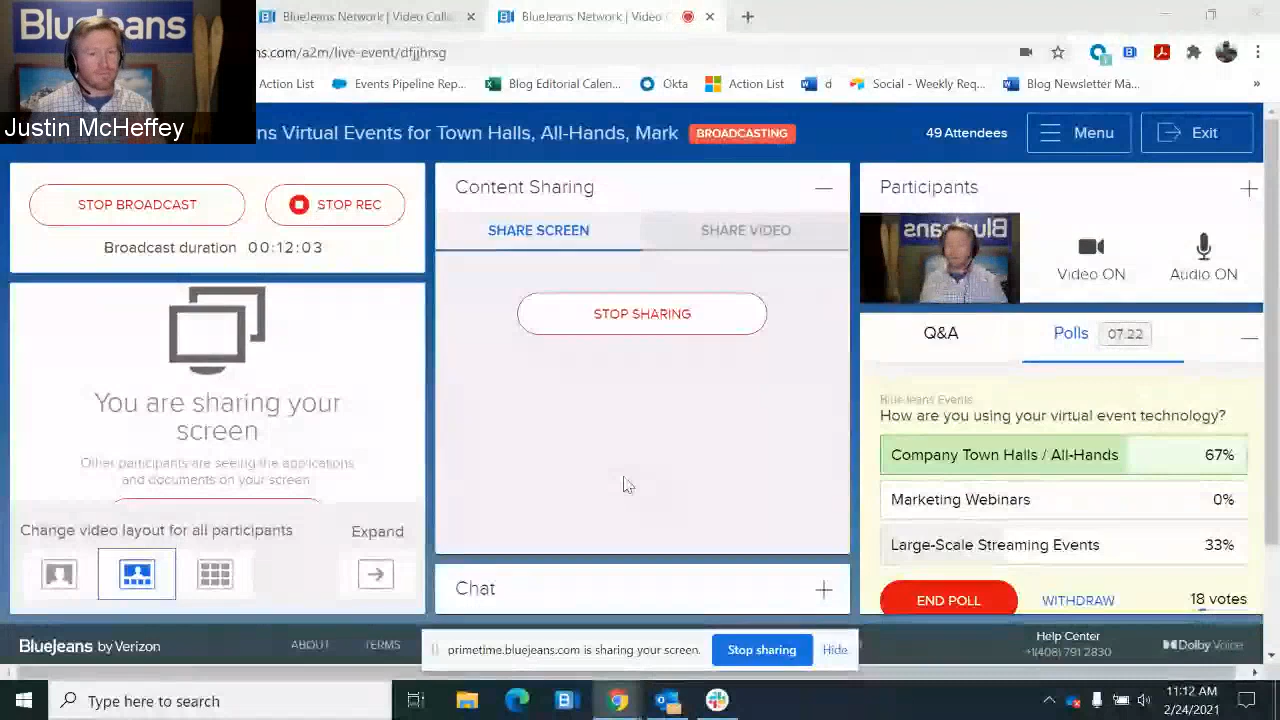 BlueJeans
Justin McHeffey
BlueJeans Network | Video Colla
BlueJeans Network | Video C
ns.com/a2m/live-event/dfjjhrsg
Action List
Events Pipeline Rep...
Blog Editorial Calen...
Okta
Action List
d
Social - Weekly Req...
Blog Newsletter Ma...
ns Virtual Events for Town Halls, All-Hands, Mark
BROADCASTING
49 Attendees
Menu
Exit
STOP BROADCAST
STOP REC
Broadcast duration 00:12:03
You are sharing your
screen
Other participants are seeing the applications
and documents on your screen
Change video layout for all participants
Expand
Content Sharing
SHARE SCREEN
SHARE VIDEO
STOP SHARING
Chat
Participants
BlueJeans
Video ON
Audio ON
Q&A
Polls
07:22
BlueJeans Events
How are you using your virtual event technology?
Company Town Halls / All-Hands 67%
Marketing Webinars 0%
Large-Scale Streaming Events 33%
END POLL
WITHDRAW
18 votes
BlueJeans by Verizon
ABOUT
TERMS
primetime.bluejeans.com is sharing your screen.
Stop sharing
Hide
Help Center
+1(408) 791 2830
Dolby Voice
Type here to search
11:12 AM
2/24/2021